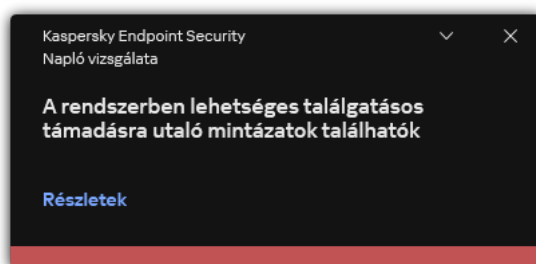 Kaspersky Endpoint Security
Napló vizsgálata
A rendszerben lehetséges találgatásos
támadásra utaló mintázatok találhatók
Részletek